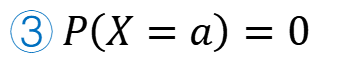 ③ P(X = a) = 0